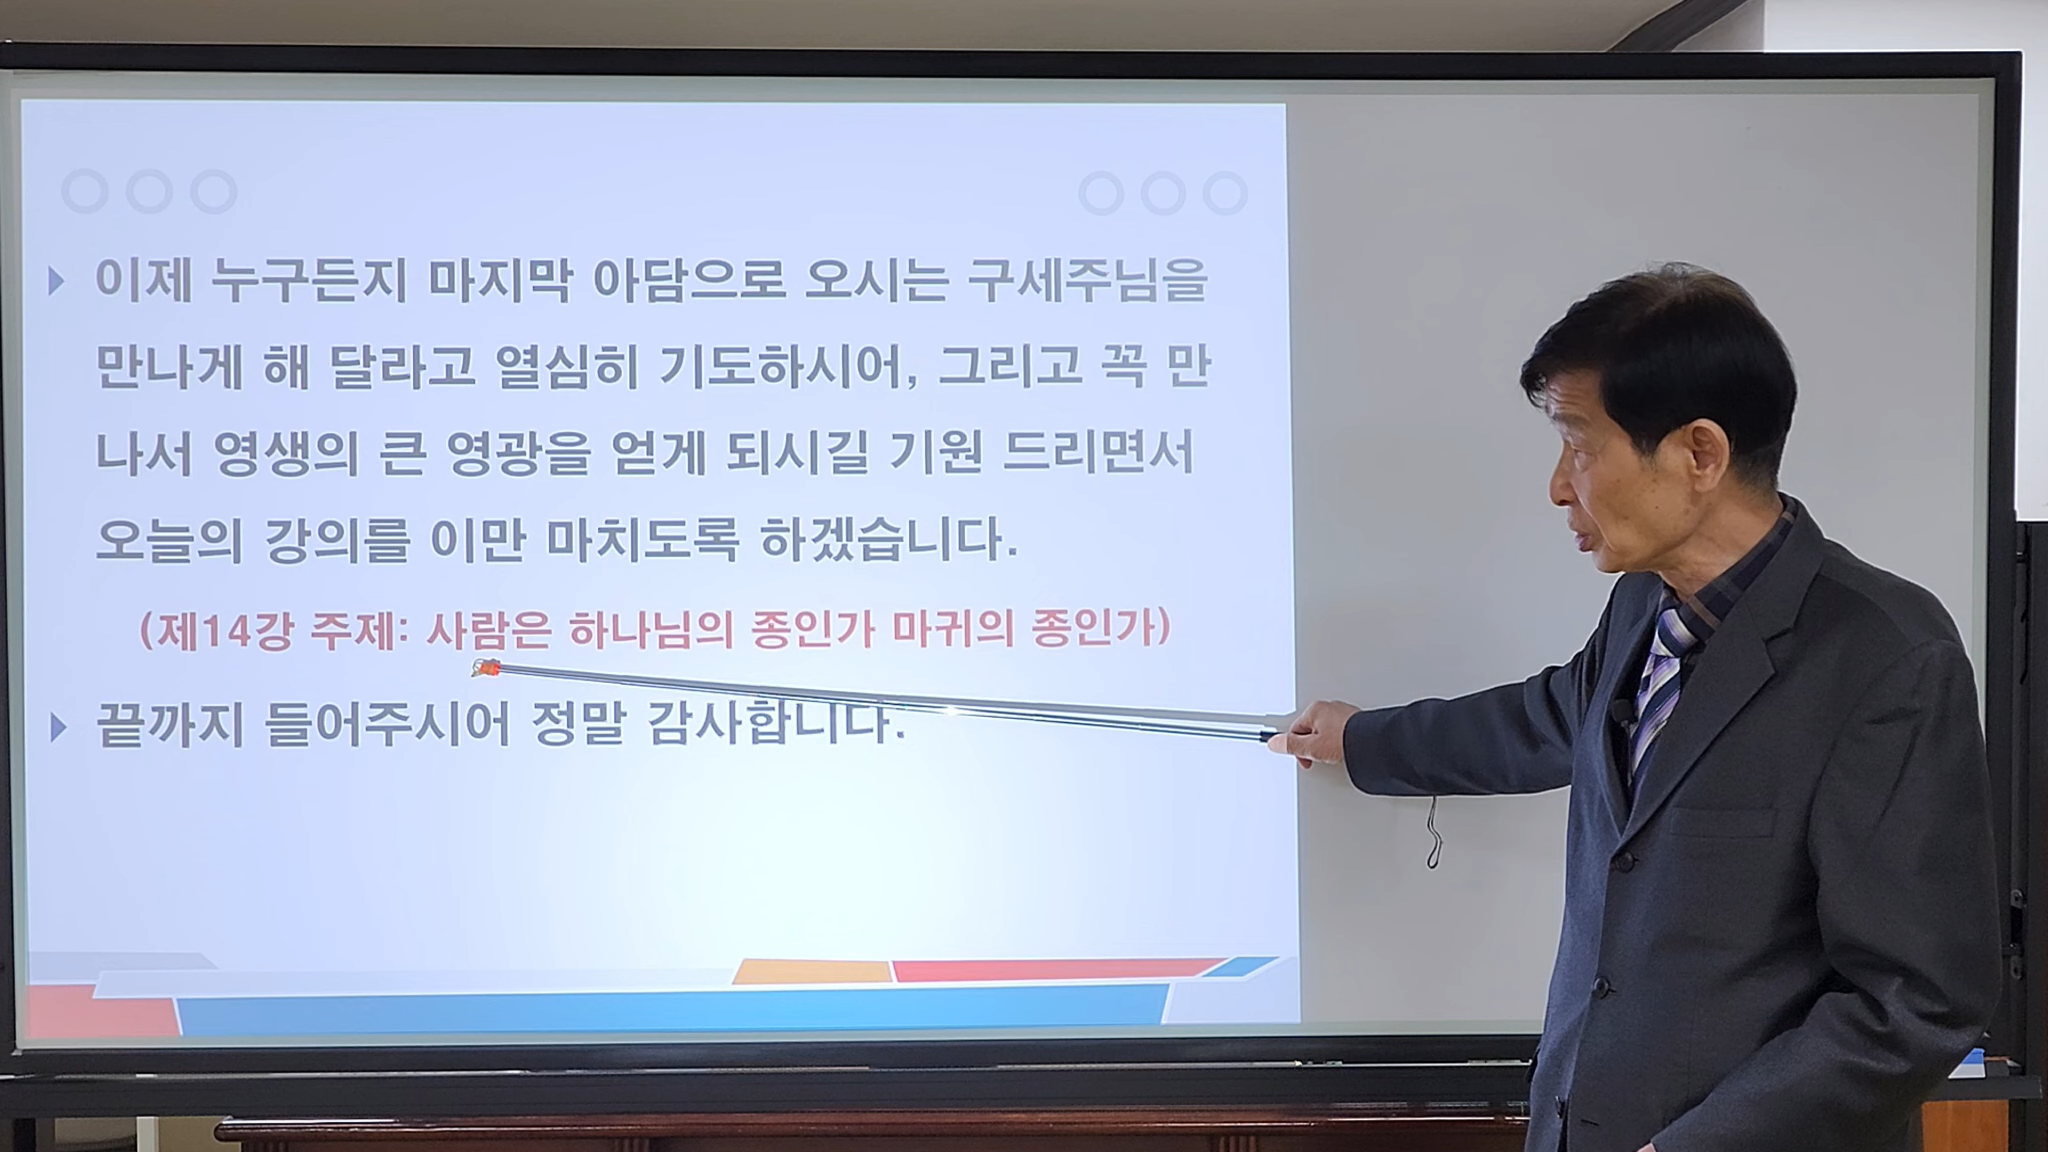 이제 누구든지 마지막 아담으로 오시는 구세주님을
만나게 해 달라고 열심히 기도하시어, 그리고 꼭 만
나서 영생의 큰 영광을 얻게 되시길 기원 드리면서
오늘의 강의를 이만 마치도록 하겠습니다.
(제14강 주제: 사람은 하나님의 종인가 마귀의 종인가)
끝까지 들어주시어 정말 감사합니다.